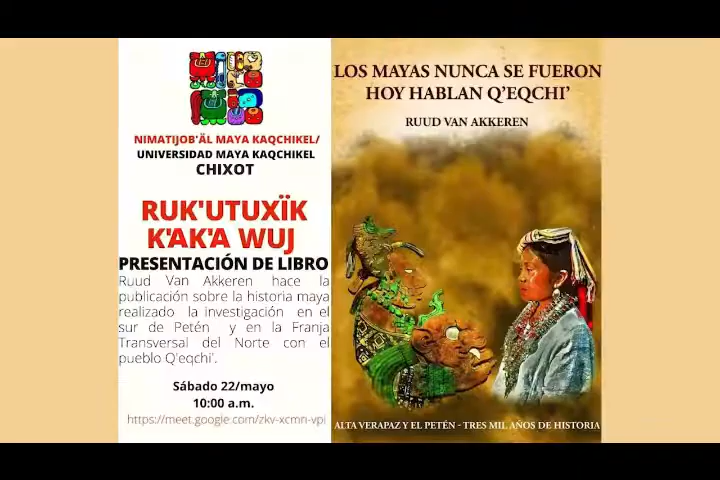 NIMATIJOB'ÄL MAYA KAQCHIKEL/
UNIVERSIDAD MAYA KAQCHIKEL
CHIXOT
RUK'UTUXÏK
K'AK'A WUJ
PRESENTACIÓN DE LIBRO
Ruud Van Akkeren hace la
publicación sobre la historia maya
realizado la investigación en el
sur de Petén y en la Franja
Transversal del Norte con el
pueblo Q'eqchi'.
Sábado 22/mayo
10:00 a.m.
https://meet.google.com/zkv-xcmn-vpj
LOS MAYAS NUNCA SE FUERON
HOY HABLAN Q'EQCHI'
RUUD VAN AKKEREN
ALTA VERAPAZ Y EL PETÉN - TRES MIL AÑOS DE HISTORIA